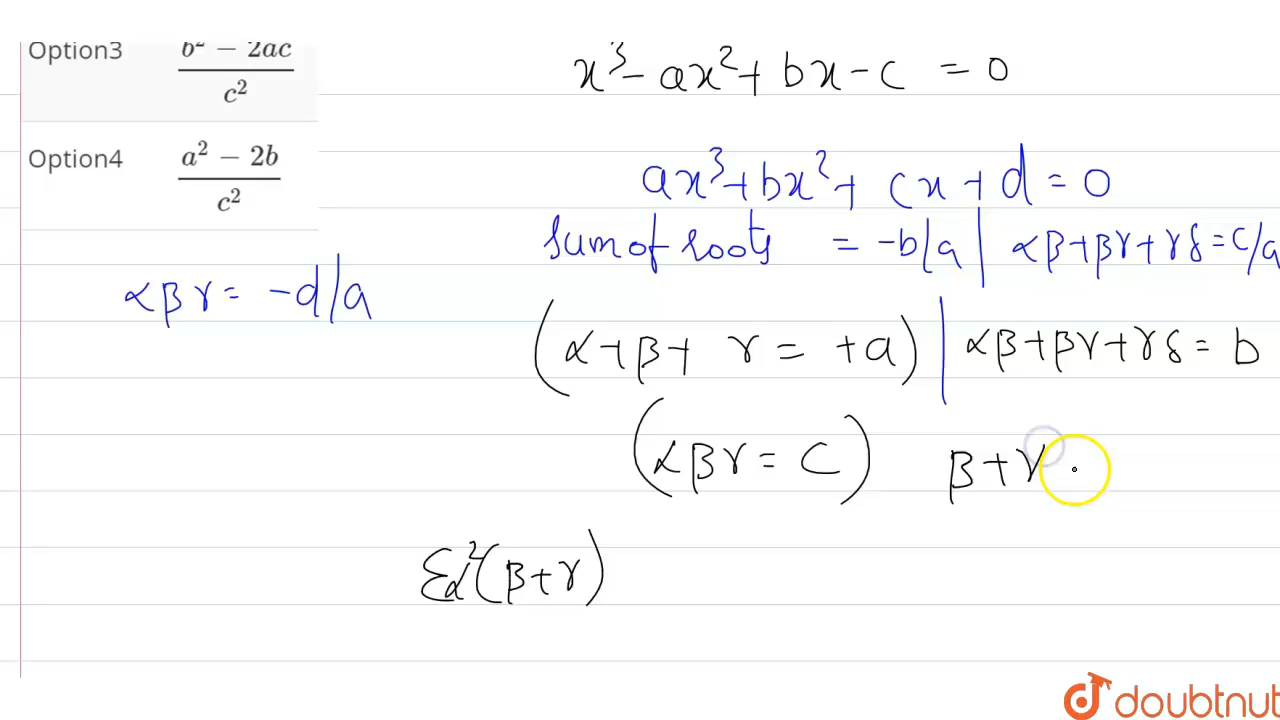 Option3 b² − 2ac / c²
x³ − ax² + bx − c = 0
Option4 a² − 2b / c²
ax³ + bx² + cx + d = 0
sum of roots = -b/a | αβ+βγ+γδ = c/a
αβγ = -d/a
(α+β+ γ = +a) | αβ+βγ+γδ = b
(αβγ = c) β+γ
Σα²(β+γ)
doubtnut